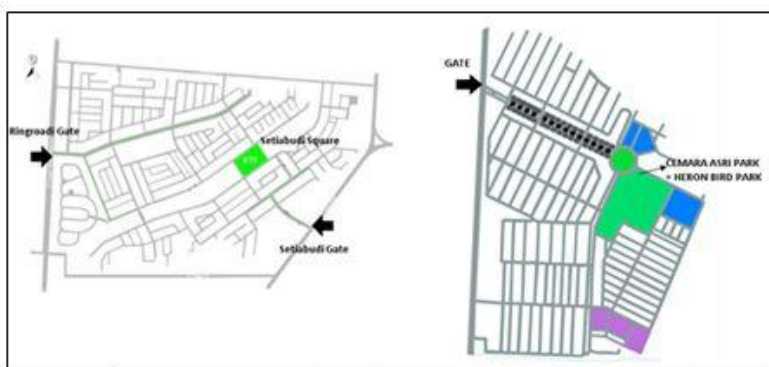 Ringroadi Gate
Setiabudi Square
Setiabudi Gate
GATE
CEMARA ASRI PARK
+ HERON BIRD PARK